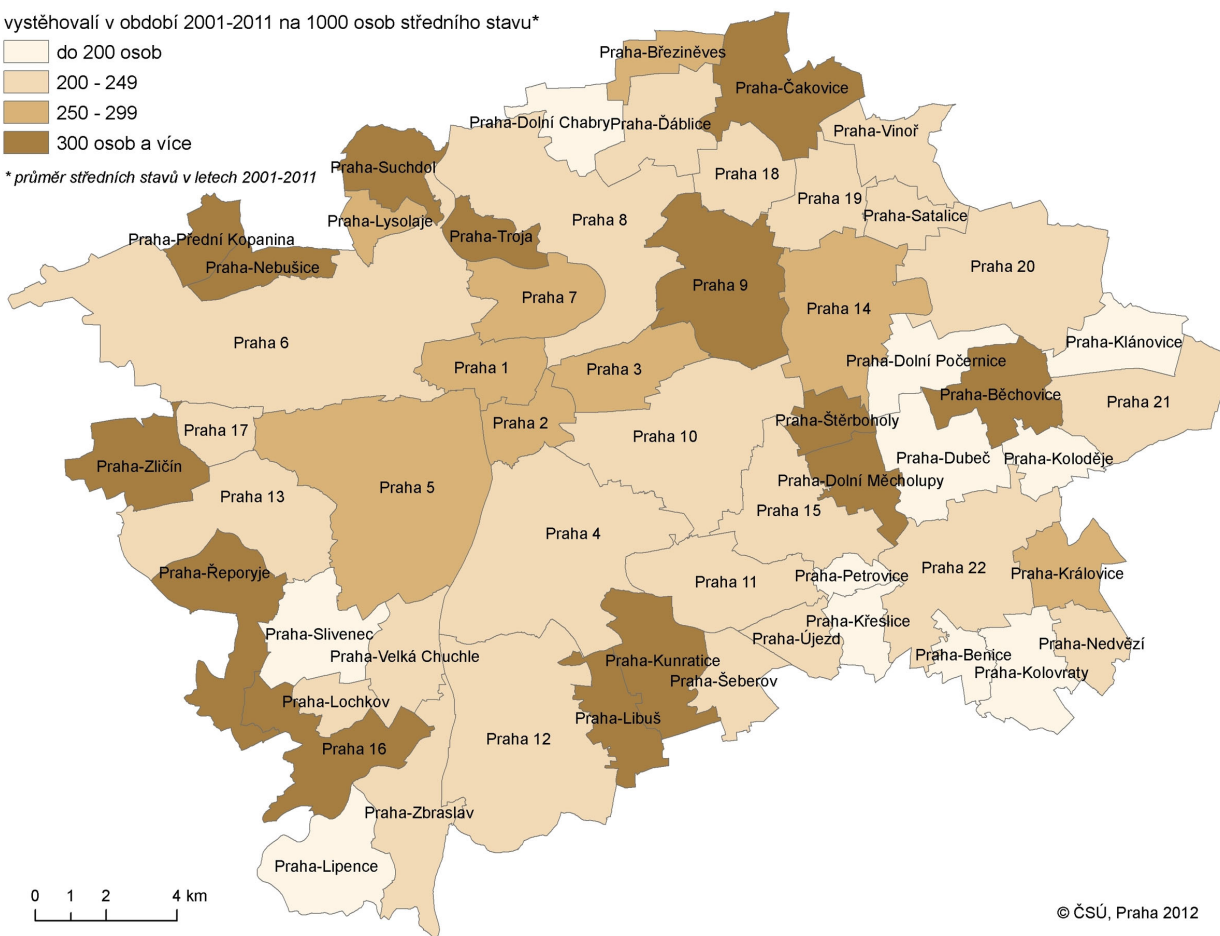 vystěhovalí v období 2001-2011 na 1000 osob středního stavu*
do 200 osob
200 - 249
250 - 299
300 osob a více
* průměr středních stavů v letech 2001-2011
Praha-Březiněves
Praha-Čakovice
Praha-Dolní Chabry
Praha-Ďáblice
Praha-Vinoř
Praha-Suchdol
Praha 18
Praha 19
Praha-Lysolaje
Praha 8
Praha-Satalice
Praha-Přední Kopanina
Praha-Troja
Praha-Nebušice
Praha 20
Praha 9
Praha 7
Praha 14
Praha 6
Praha-Klánovice
Praha-Dolní Počernice
Praha 1
Praha 3
Praha-Běchovice
Praha 21
Praha-Štěrboholy
Praha 2
Praha 17
Praha 10
Praha-Dubeč
Praha-Koloděje
Praha-Zličín
Praha-Dolní Měcholupy
Praha 5
Praha 13
Praha 15
Praha 4
Praha 22
Praha-Řeporyje
Praha-Petrovice
Praha-Královice
Praha 11
Praha-Křeslice
Praha-Slivenec
Praha-Újezd
Praha-Nedvězí
Praha-Velká Chuchle
Praha-Benice
Praha-Kunratice
Praha-Kolovraty
Praha-Šeberov
Praha-Lochkov
Praha-Libuš
Praha 12
Praha 16
Praha-Zbraslav
Praha-Lipence
0 1 2 4 km
© ČSÚ, Praha 2012